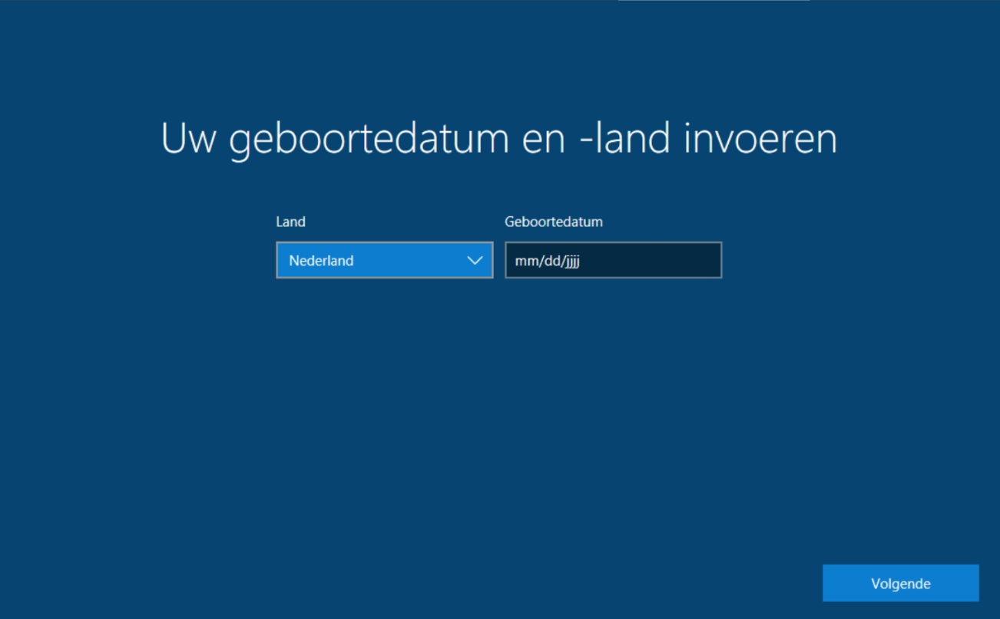 Uw geboortedatum en -land invoeren
Land
Geboortedatum
Nederland
mm/dd/jjjj
Volgende